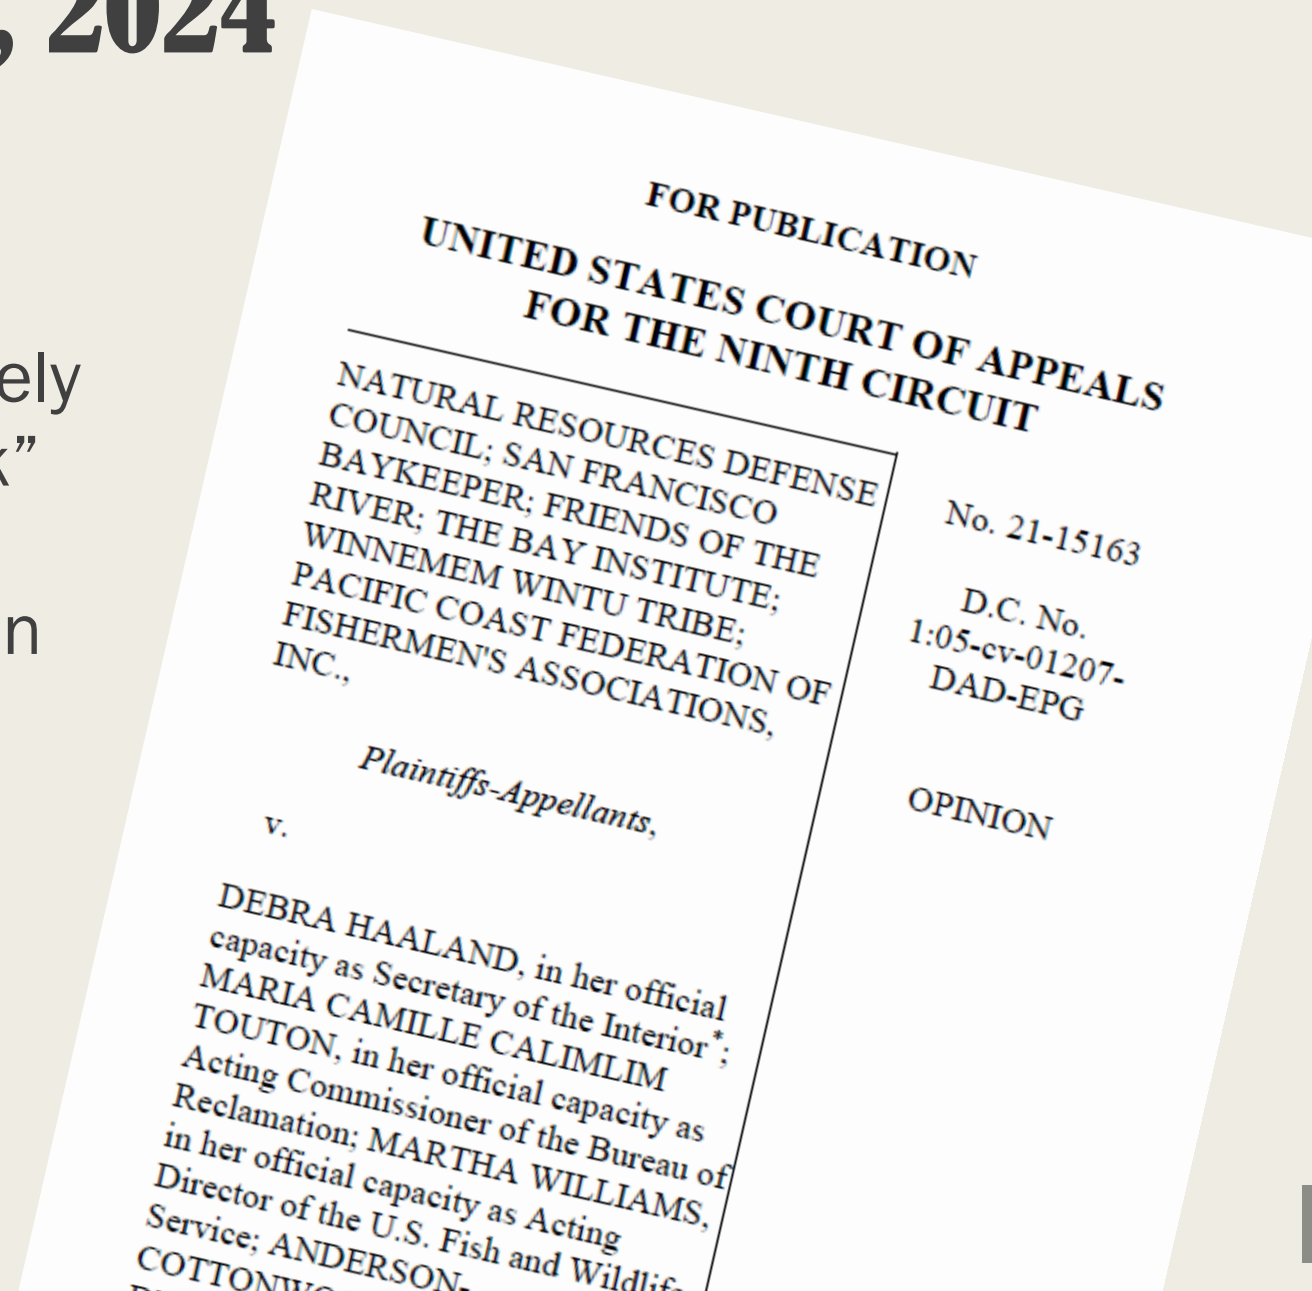 , 2024
ely
k”
n
FOR PUBLICATION
UNITED STATES COURT OF APPEALS
FOR THE NINTH CIRCUIT
NATURAL RESOURCES DEFENSE
COUNCIL; SAN FRANCISCO
BAYKEEPER; FRIENDS OF THE
RIVER; THE BAY INSTITUTE;
WINNEMEM WINTU TRIBE;
PACIFIC COAST FEDERATION OF
FISHERMEN'S ASSOCIATIONS,
INC.,
Plaintiffs-Appellants,
v.
DEBRA HAALAND, in her official
capacity as Secretary of the Interior*;
MARIA CAMILLE CALIMLIM
TOUTON, in her official capacity as
Acting Commissioner of the Bureau of
Reclamation; MARTHA WILLIAMS,
in her official capacity as Acting
Director of the U.S. Fish and Wildlife
Service; ANDERSON-
No. 21-15163
D.C. No.
1:05-cv-01207-
DAD-EPG
OPINION